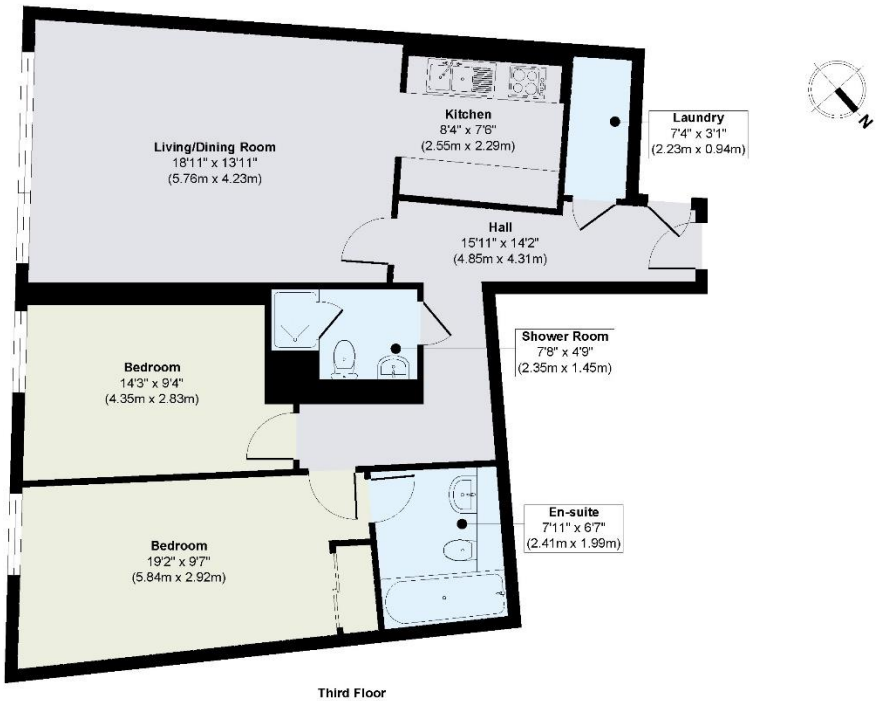 Living/Dining Room
18'11" x 13'11"
(5.76m x 4.23m)
Kitchen
8'4" x 7'6"
(2.55m x 2.29m)
Laundry
7'4" x 3'1"
(2.23m x 0.94m)
N
Hall
15'11" x 14'2"
(4.85m x 4.31m)
Shower Room
7'8" x 4'9"
(2.35m x 1.45m)
Bedroom
14'3" x 9'4"
(4.35m x 2.83m)
En-suite
7'11" x 6'7"
(2.41m x 1.99m)
Bedroom
19'2" x 9'7"
(5.84m x 2.92m)
Third Floor